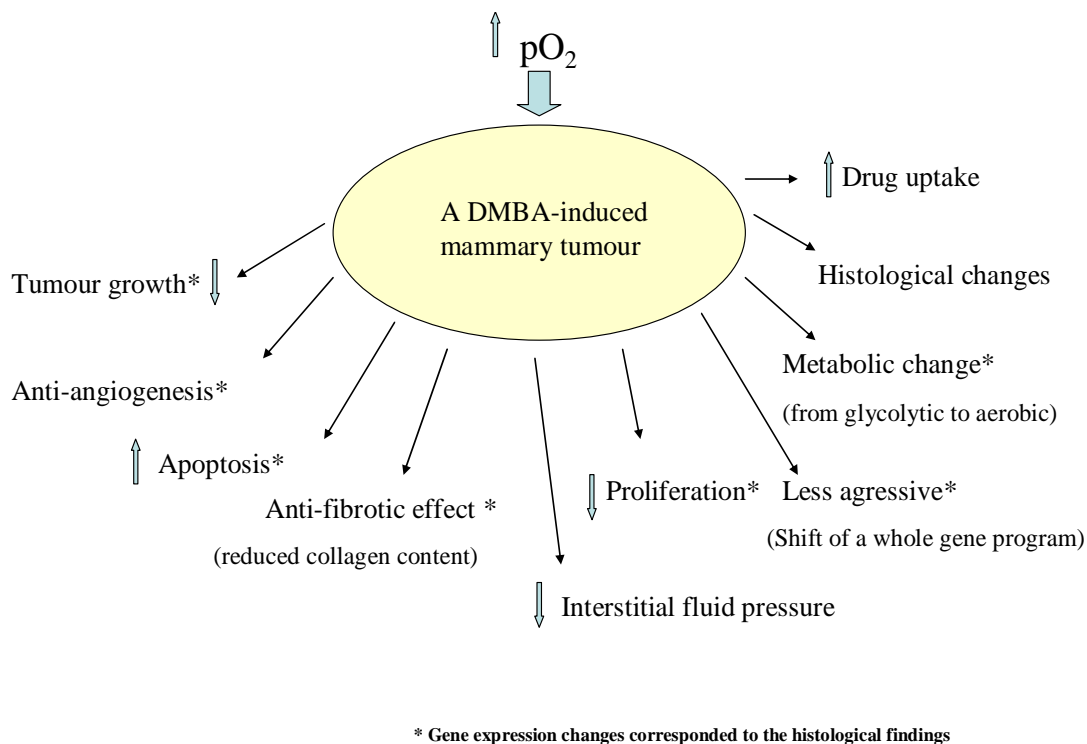 pO₂
A DMBA-induced
mammary tumour
Drug uptake
Histological changes
Metabolic change*
(from glycolytic to aerobic)
Less agressive*
(Shift of a whole gene program)
Proliferation*
Interstitial fluid pressure
Anti-fibrotic effect *
(reduced collagen content)
Apoptosis*
Anti-angiogenesis*
Tumour growth*
* Gene expression changes corresponded to the histological findings